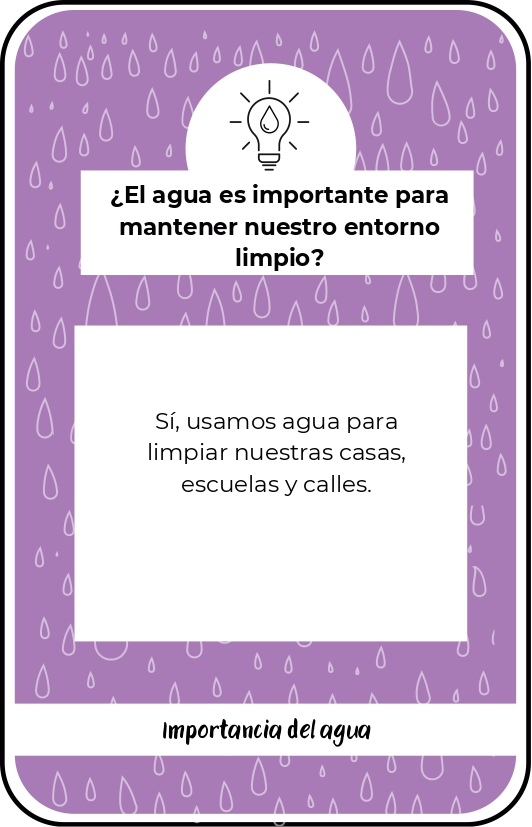 ¿El agua es importante para
mantener nuestro entorno
limpio?
Sí, usamos agua para
limpiar nuestras casas,
escuelas y calles.
Importancia del agua